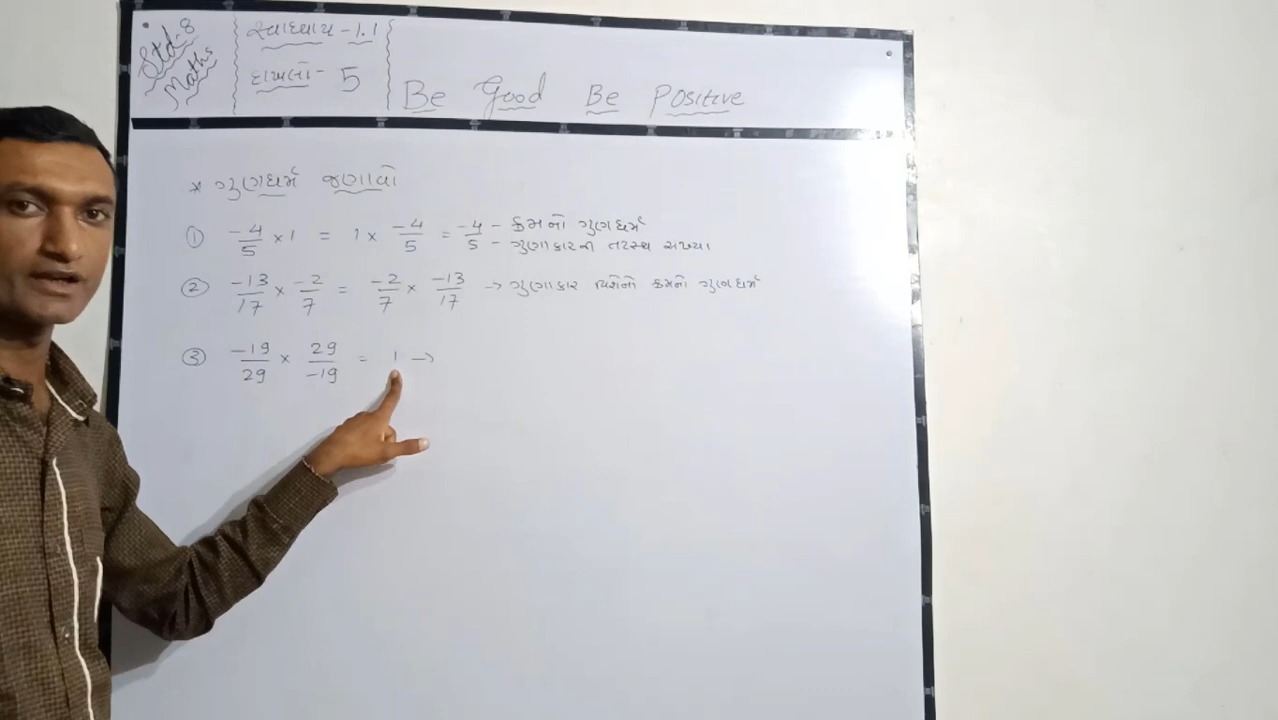 Std-8
Maths
સ્વાધ્યાય - 1.1
દાખલો - 5
Be Good Be Positive
* ગુણધર્મ જણાવો
① -4/5 × 1 = 1 × -4/5 = -4/5 - ક્રમનો ગુણધર્મ
- ગુણાકારની તટસ્થ સંખ્યા
② -13/17 × -2/7 = -2/7 × -13/17 → ગુણાકાર વિશેનો ક્રમનો ગુણધર્મ
③ -19/29 × 29/-19 = 1 →